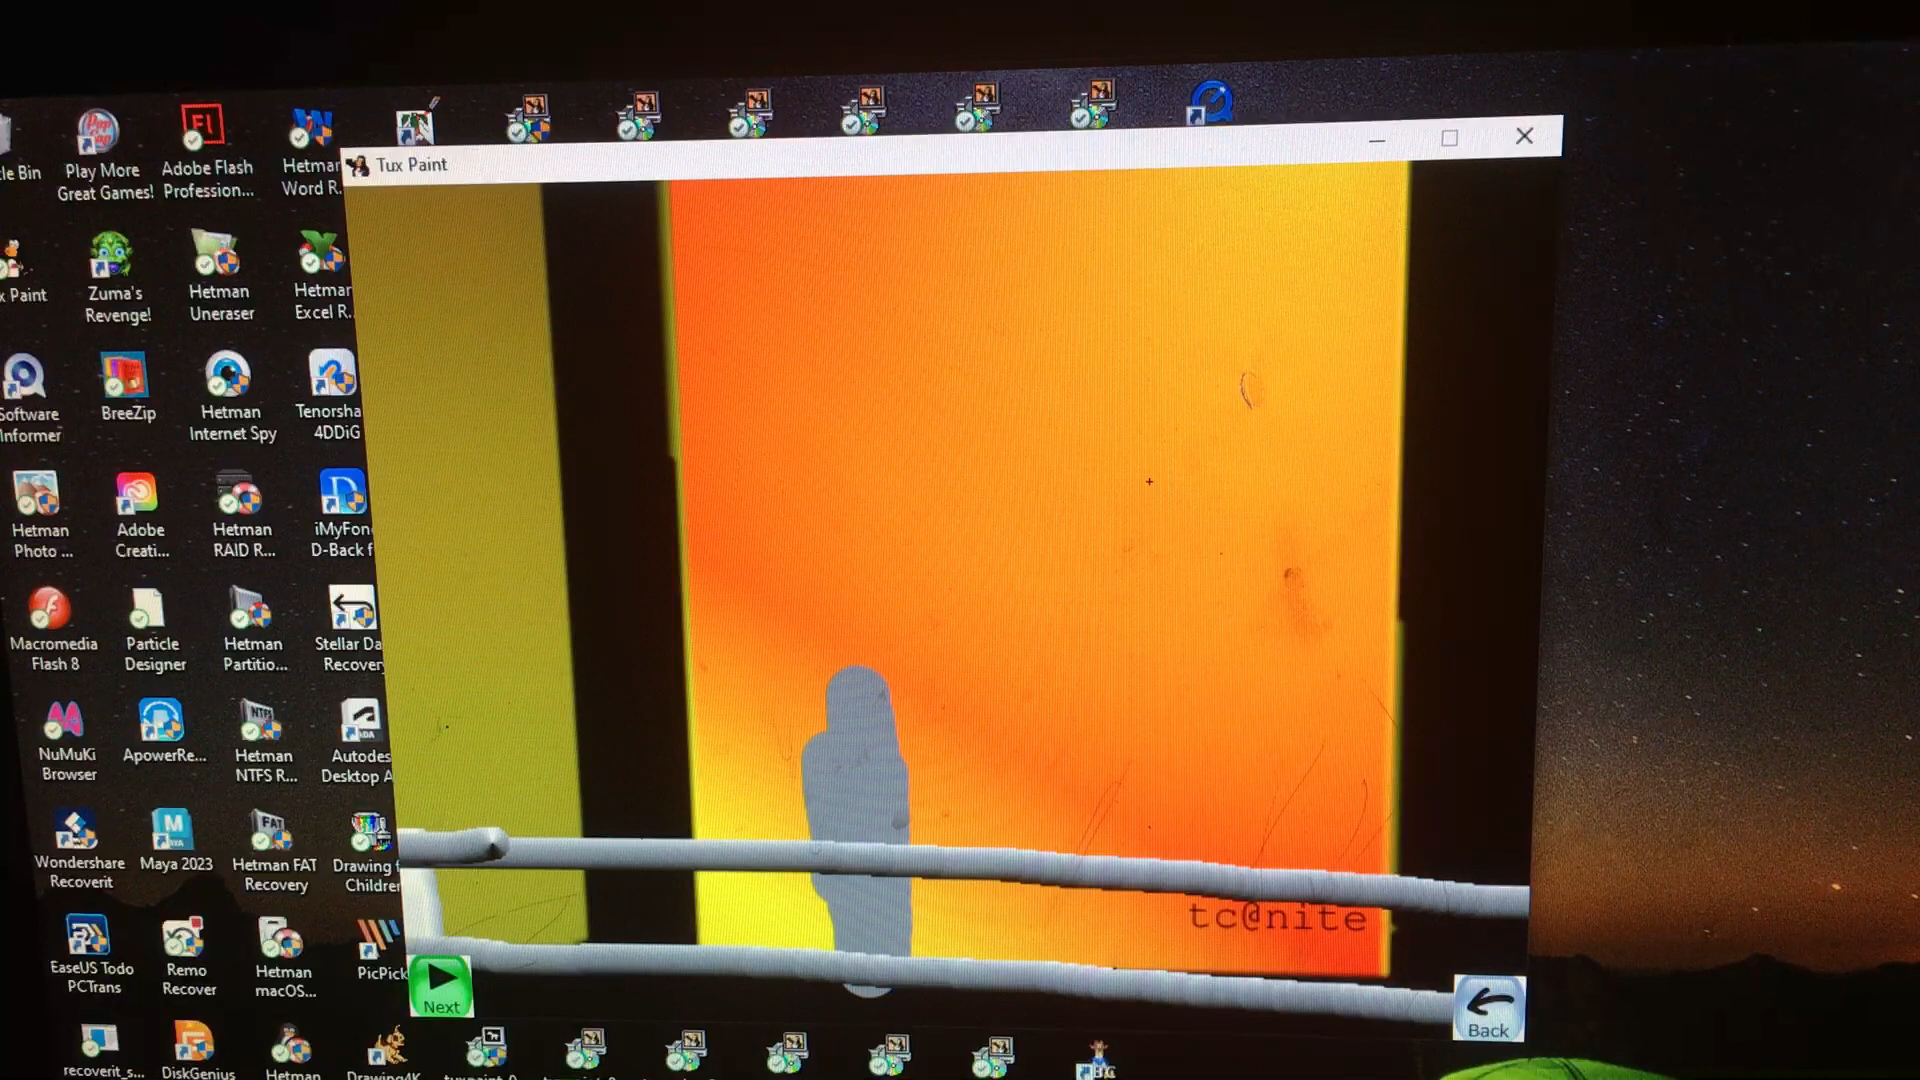 Tux Paint
le Bin
Play More
Great Games!
Adobe Flash
Profession...
Hetman
Word R...
x Paint
Zuma's
Revenge!
Hetman
Uneraser
Hetman
Excel R...
Software
Informer
BreeZip
Hetman
Internet Spy
Tenorsha
4DDiG
Hetman
Photo ...
Adobe
Creati...
Hetman
RAID R...
iMyFone
D-Back f
Macromedia
Flash 8
Particle
Designer
Hetman
Partitio...
Stellar Da
Recovery
NuMuKi
Browser
ApowerRe...
Hetman
NTFS R...
Autodes
Desktop A
Wondershare
Recoverit
Maya 2023
Hetman FAT
Recovery
Drawing f
Children
EaseUS Todo
PCTrans
Remo
Recover
Hetman
macOS...
PicPick
recoverit_s...
DiskGenius
Hetman
Drawing4K
tc@nite
Next
Back